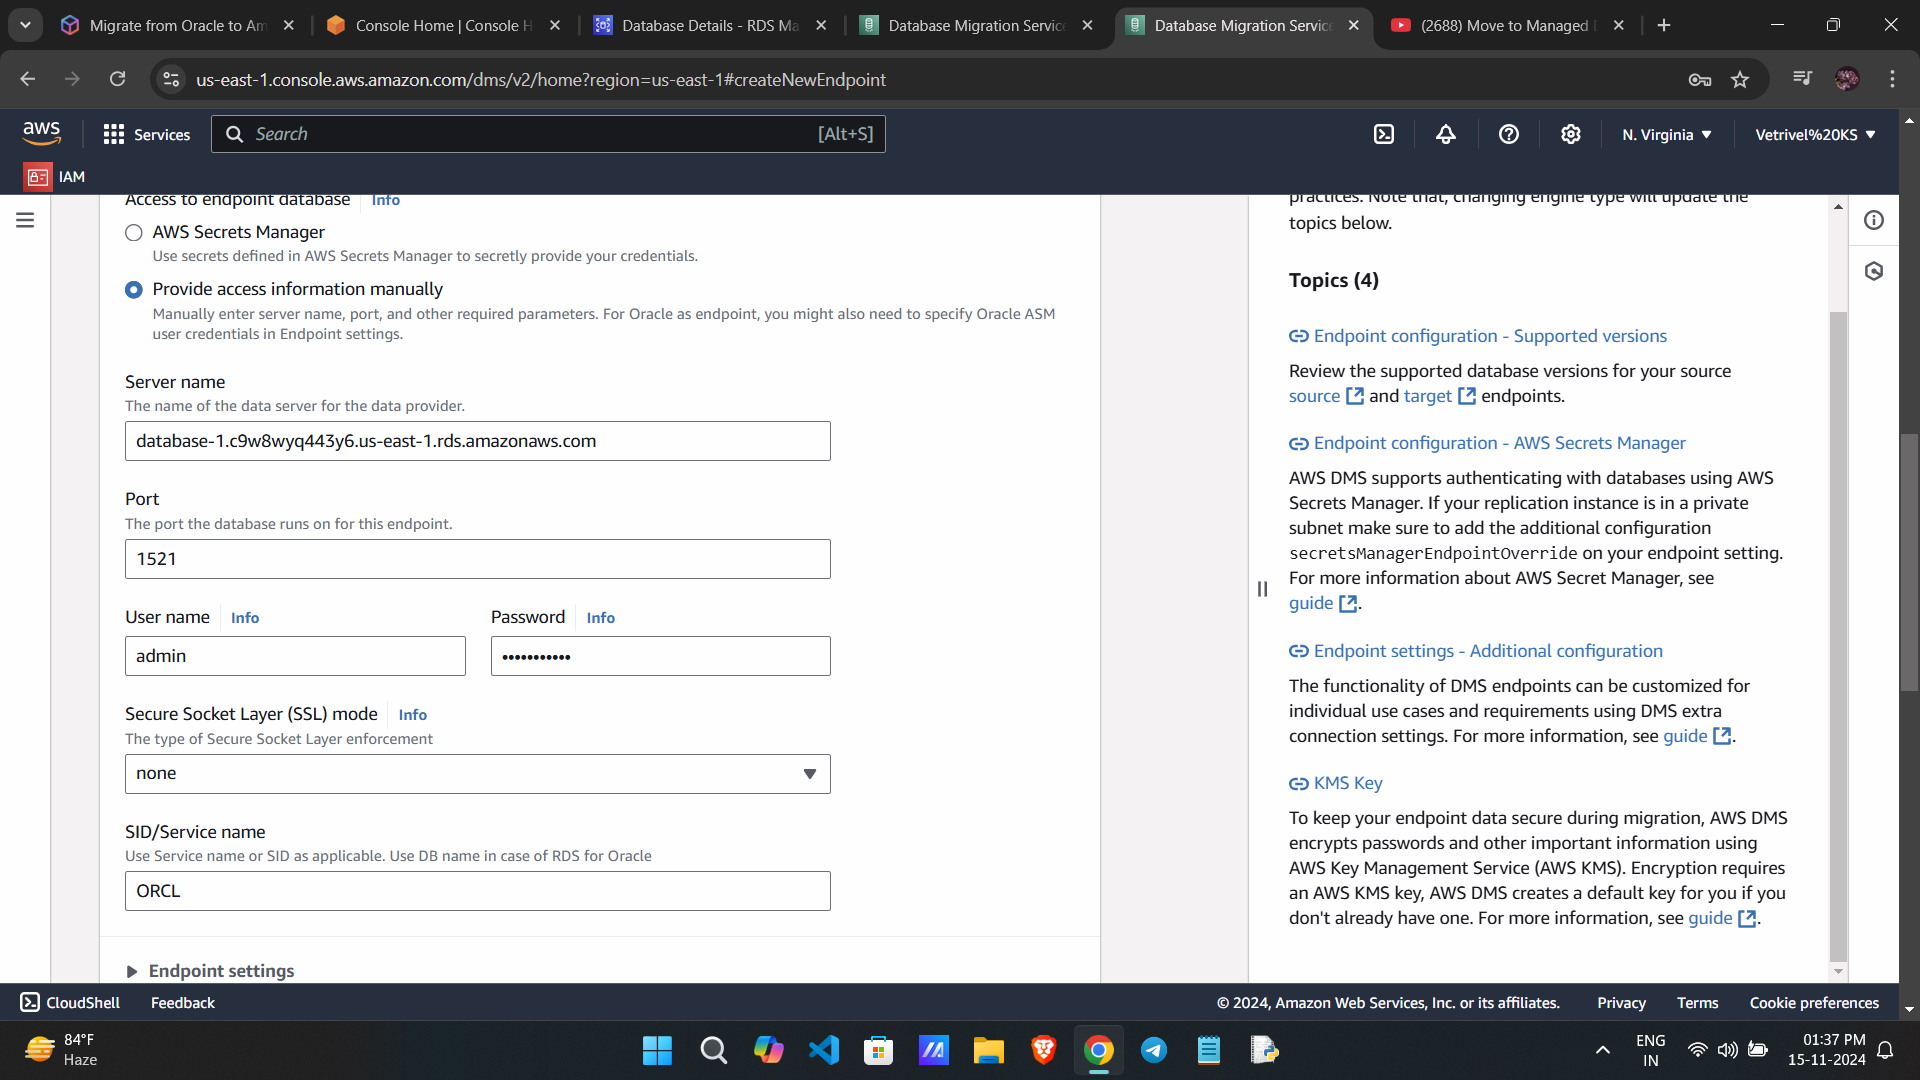 Migrate from Oracle to Am
Console Home | Console H
Database Details - RDS Ma
Database Migration Service
Database Migration Service
(2688) Move to Managed
us-east-1.console.aws.amazon.com/dms/v2/home?region=us-east-1#createNewEndpoint
aws
Services
Search
[Alt+S]
N. Virginia
Vetrivel%20KS
IAM
Access to endpoint database
Info
AWS Secrets Manager
Use secrets defined in AWS Secrets Manager to secretly provide your credentials.
Provide access information manually
Manually enter server name, port, and other required parameters. For Oracle as endpoint, you might also need to specify Oracle ASM
user credentials in Endpoint settings.
Server name
The name of the data server for the data provider.
database-1.c9w8wyq443y6.us-east-1.rds.amazonaws.com
Port
The port the database runs on for this endpoint.
1521
User name
Info
Password
Info
admin
•••••••••••
Secure Socket Layer (SSL) mode
Info
The type of Secure Socket Layer enforcement
none
SID/Service name
Use Service name or SID as applicable. Use DB name in case of RDS for Oracle
ORCL
Endpoint settings
practices. Note that, changing engine type will update the
topics below.
Topics (4)
Endpoint configuration - Supported versions
Review the supported database versions for your source
source and target endpoints.
Endpoint configuration - AWS Secrets Manager
AWS DMS supports authenticating with databases using AWS
Secrets Manager. If your replication instance is in a private
subnet make sure to add the additional configuration
secretsManagerEndpointOverride on your endpoint setting.
For more information about AWS Secret Manager, see
guide.
Endpoint settings - Additional configuration
The functionality of DMS endpoints can be customized for
individual use cases and requirements using DMS extra
connection settings. For more information, see guide.
KMS Key
To keep your endpoint data secure during migration, AWS DMS
encrypts passwords and other important information using
AWS Key Management Service (AWS KMS). Encryption requires
an AWS KMS key, AWS DMS creates a default key for you if you
don't already have one. For more information, see guide.
CloudShell
Feedback
© 2024, Amazon Web Services, Inc. or its affiliates.
Privacy
Terms
Cookie preferences
84°F
Haze
ENG
IN
01:37 PM
15-11-2024